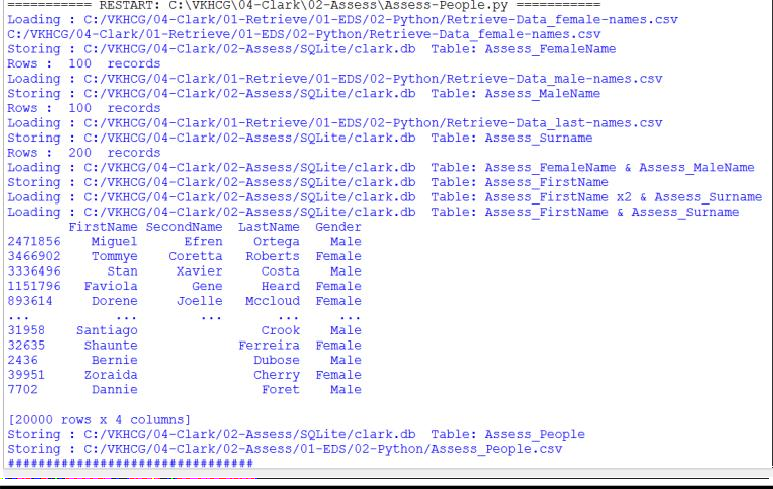 =========== RESTART: C:\VKHCG\04-Clark\02-Assess\Assess-People.py ===========
Loading : C:/VKHCG/04-Clark/01-Retrieve/01-EDS/02-Python/Retrieve-Data_female-names.csv
C:/VKHCG/04-Clark/01-Retrieve/01-EDS/02-Python/Retrieve-Data_female-names.csv
Storing : C:/VKHCG/04-Clark/02-Assess/SQLite/clark.db  Table: Assess_FemaleName
Rows :  100  records
Loading : C:/VKHCG/04-Clark/01-Retrieve/01-EDS/02-Python/Retrieve-Data_male-names.csv
Storing : C:/VKHCG/04-Clark/02-Assess/SQLite/clark.db  Table: Assess_MaleName
Rows :  100  records
Loading : C:/VKHCG/04-Clark/01-Retrieve/01-EDS/02-Python/Retrieve-Data_last-names.csv
Storing : C:/VKHCG/04-Clark/02-Assess/SQLite/clark.db  Table: Assess_Surname
Rows :  200  records
Loading : C:/VKHCG/04-Clark/02-Assess/SQLite/clark.db  Table: Assess_FemaleName & Assess_MaleName
Storing : C:/VKHCG/04-Clark/02-Assess/SQLite/clark.db  Table: Assess_FirstName
Loading : C:/VKHCG/04-Clark/02-Assess/SQLite/clark.db  Table: Assess_FirstName x2 & Assess_Surname
Loading : C:/VKHCG/04-Clark/02-Assess/SQLite/clark.db  Table: Assess_FirstName & Assess_Surname
        FirstName SecondName  LastName  Gender
2471856    Miguel      Efren    Ortega    Male
3466902    Tommye    Coretta   Roberts  Female
3336496      Stan     Xavier     Costa    Male
1151796   Faviola       Gene     Heard  Female
893614     Dorene     Joelle   Mccloud  Female
...           ...        ...       ...     ...
31958    Santiago                Crook    Male
32635     Shaunte             Ferreira  Female
2436       Bernie               Dubose    Male
39951     Zoraida               Cherry  Female
7702       Dannie                Foret    Male
[20000 rows x 4 columns]
Storing : C:/VKHCG/04-Clark/02-Assess/SQLite/clark.db  Table: Assess_People
Storing : C:/VKHCG/04-Clark/02-Assess/01-EDS/02-Python/Assess_People.csv
################################